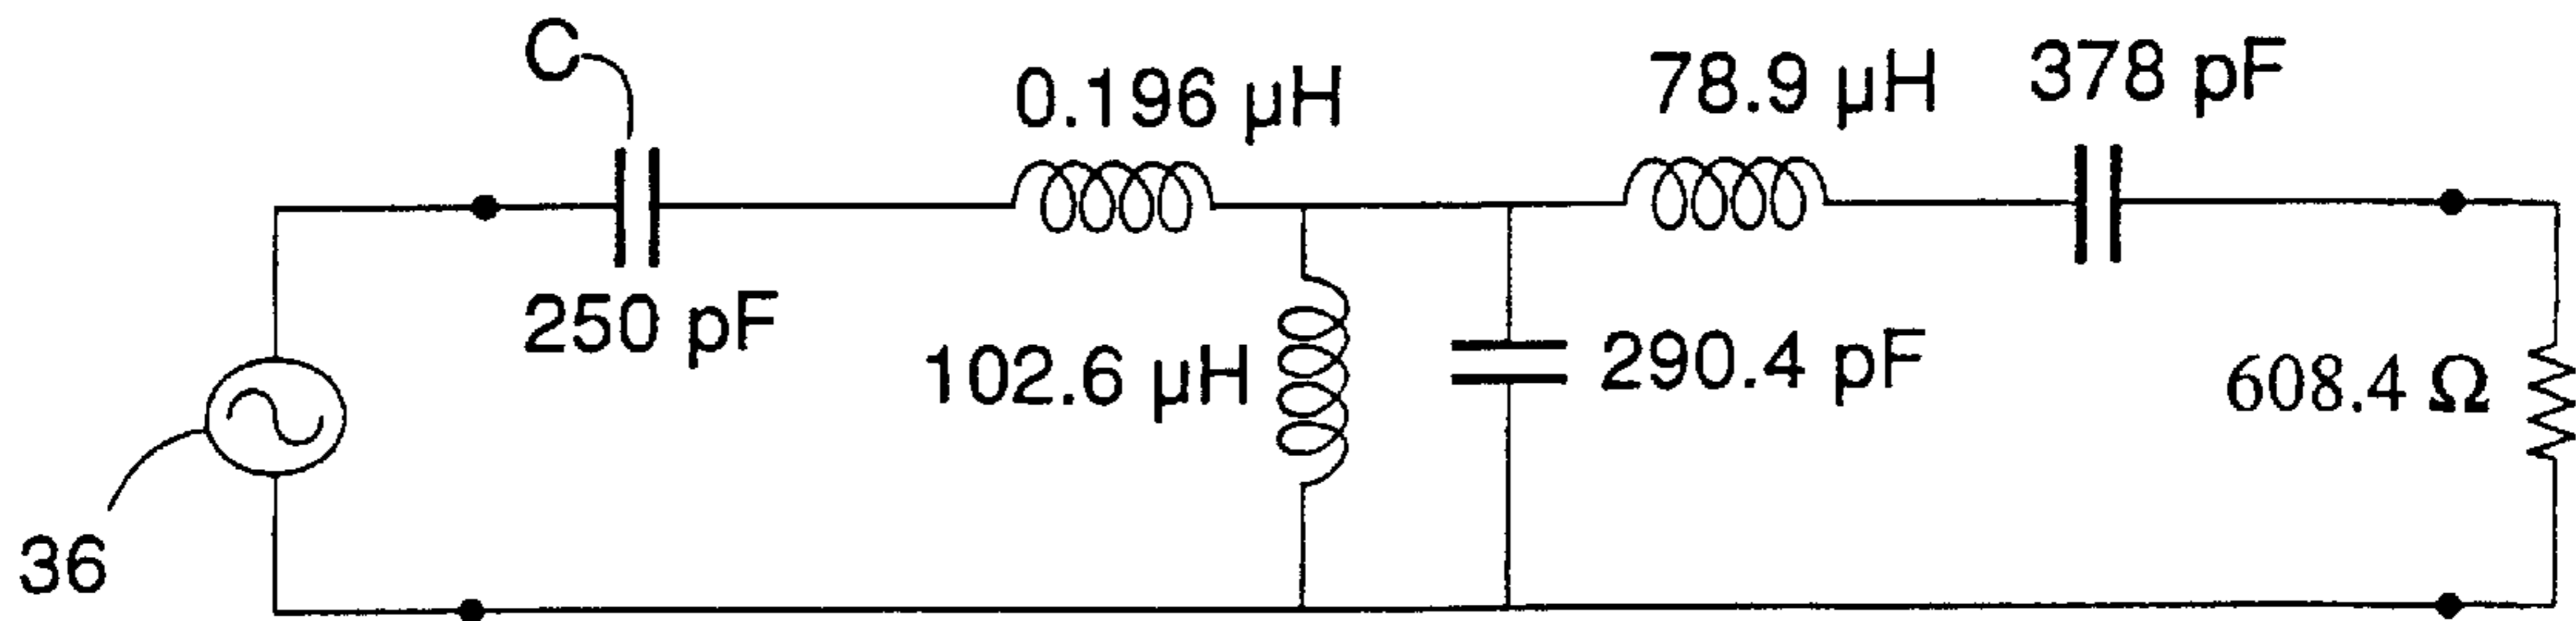 C
0.196 µH
78.9 µH
378 pF
250 pF
102.6 µH
290.4 pF
608.4 Ω
36